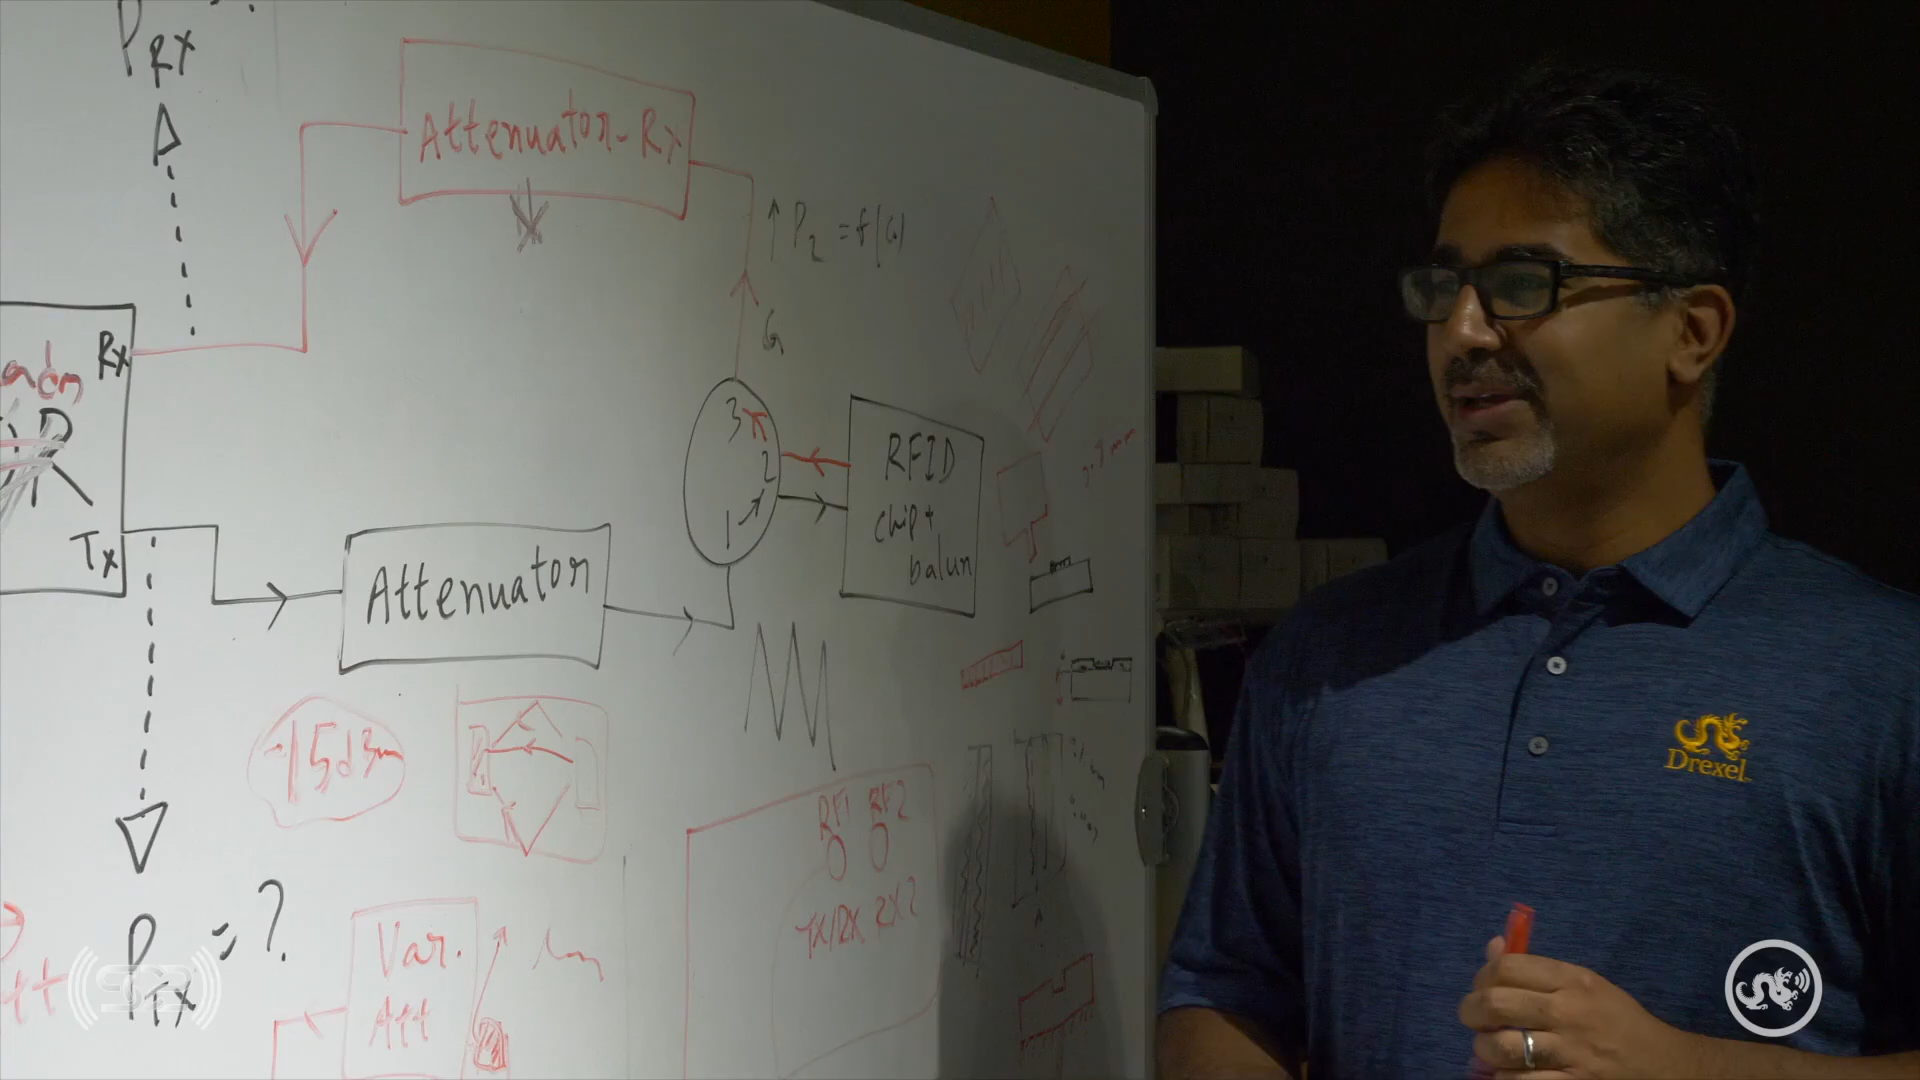 PRX
Attenuator-Rx
↑ P2 = f(G)
G
Rx
3
2
1
RFID
chip+
balun
Tx
Attenuator
-15dBm
RF1 RF2
TX/RX RX2
PTX = ?
Var.
Att
Drexel